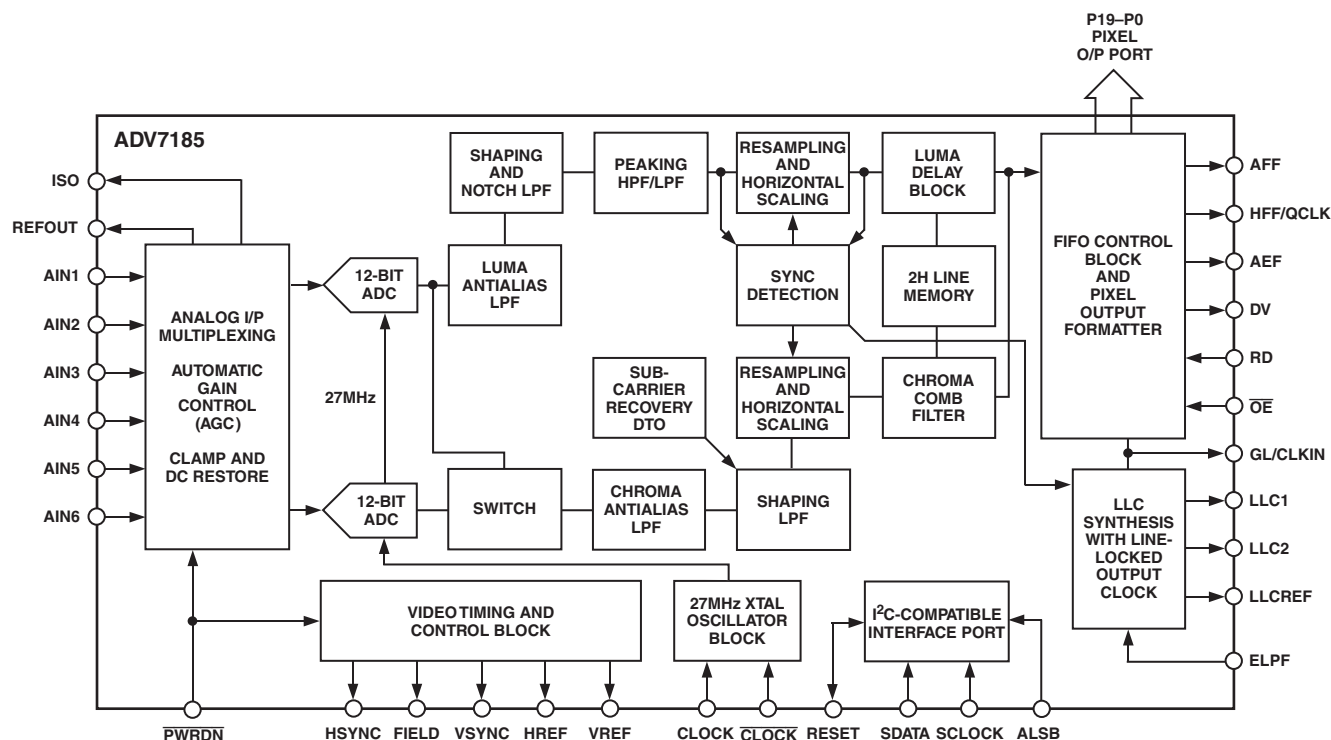 P19–P0
PIXEL
O/P PORT
ADV7185
ISO
REFOUT
AIN1
AIN2
AIN3
AIN4
AIN5
AIN6
ANALOG I/P
MULTIPLEXING
AUTOMATIC
GAIN
CONTROL
(AGC)
CLAMP AND
DC RESTORE
12-BIT
ADC
27MHz
12-BIT
ADC
SHAPING
AND
NOTCH LPF
LUMA
ANTIALIAS
LPF
PEAKING
HPF/LPF
RESAMPLING
AND
HORIZONTAL
SCALING
LUMA
DELAY
BLOCK
SYNC
DETECTION
2H LINE
MEMORY
SUB-
CARRIER
RECOVERY
DTO
RESAMPLING
AND
HORIZONTAL
SCALING
CHROMA
COMB
FILTER
SWITCH
CHROMA
ANTIALIAS
LPF
SHAPING
LPF
FIFO CONTROL
BLOCK
AND
PIXEL
OUTPUT
FORMATTER
LLC
SYNTHESIS
WITH LINE-
LOCKED
OUTPUT
CLOCK
AFF
HFF/QCLK
AEF
DV
RD
OE
GL/CLKIN
LLC1
LLC2
LLCREF
ELPF
VIDEO TIMING AND
CONTROL BLOCK
27MHz XTAL
OSCILLATOR
BLOCK
I²C-COMPATIBLE
INTERFACE PORT
PWRDN
HSYNC
FIELD
VSYNC
HREF
VREF
CLOCK
CLOCK
RESET
SDATA
SCLOCK
ALSB